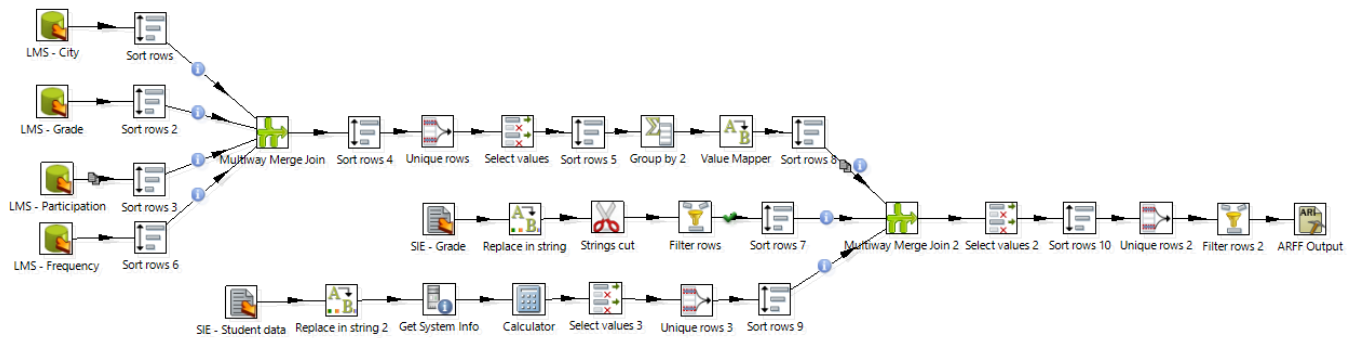 LMS - City
Sort rows
LMS - Grade
Sort rows 2
LMS - Participation
Sort rows 3
LMS - Frequency
Sort rows 6
Multiway Merge Join
Sort rows 4
Unique rows
Select values
Sort rows 5
Group by 2
Value Mapper
Sort rows 8
SIE - Grade
Replace in string
Strings cut
Filter rows
Sort rows 7
Multiway Merge Join 2
Select values 2
Sort rows 10
Unique rows 2
Filter rows 2
ARFF Output
SIE - Student data
Replace in string 2
Get System Info
Calculator
Select values 3
Unique rows 3
Sort rows 9